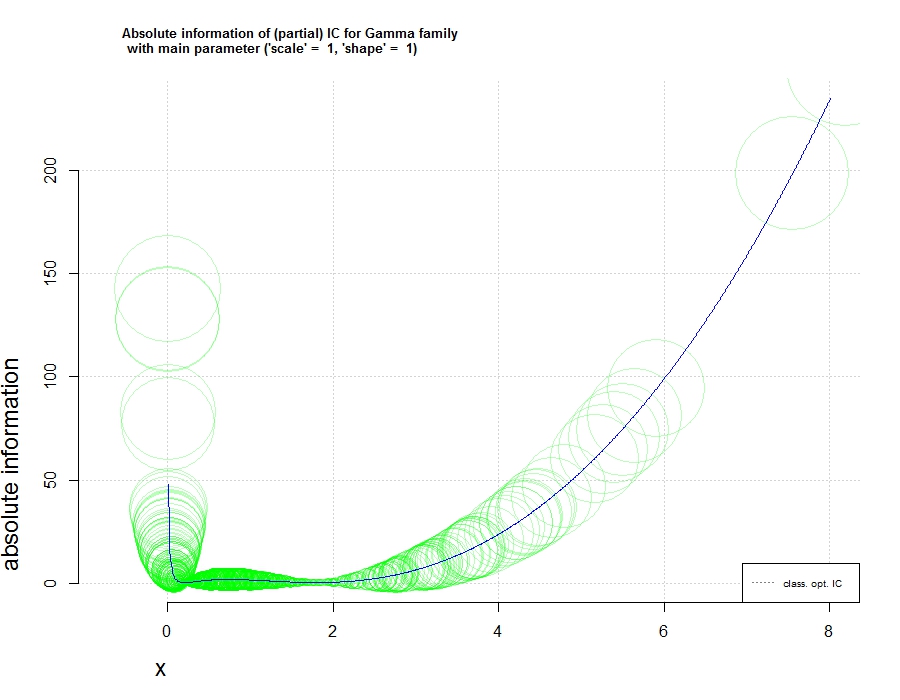 Absolute information of (partial) IC for Gamma family
with main parameter ('scale' = 1, 'shape' = 1)
absolute information
200
150
100
50
0
class. opt. IC
0 2 4 6 8
x